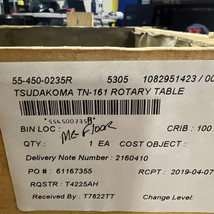 55-450-0235R 5305 1082951423 / 00
TSUDAKOMA TN-161 ROTARY TABLE
*554500235R*
BIN LOC: Mc Floor CRIB: 100
QTY: 1 EA COST OBJECT:
Delivery Note Number : 2160410
PO #: 61167355 RCPT: 2019-04-07
RQSTR: T4225AH
Received By: T7822TT Change Level: